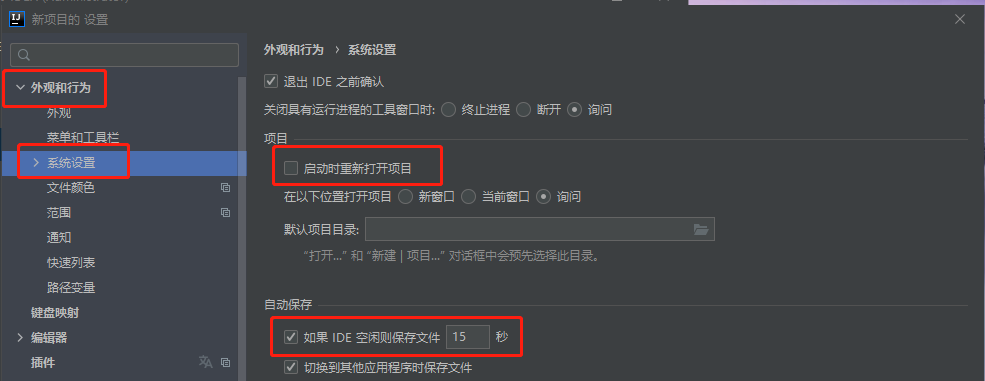 新项目的 设置
外观和行为
外观
菜单和工具栏
系统设置
文件颜色
范围
通知
快速列表
路径变量
键盘映射
编辑器
插件
外观和行为 › 系统设置
退出 IDE 之前确认
关闭具有运行进程的工具窗口时: 终止进程 断开 询问
项目
启动时重新打开项目
在以下位置打开项目 新窗口 当前窗口 询问
默认项目目录:
“打开...” 和 “新建 | 项目...” 对话框中会预先选择此目录。
自动保存
如果 IDE 空闲则保存文件 15 秒
切换到其他应用程序时保存文件